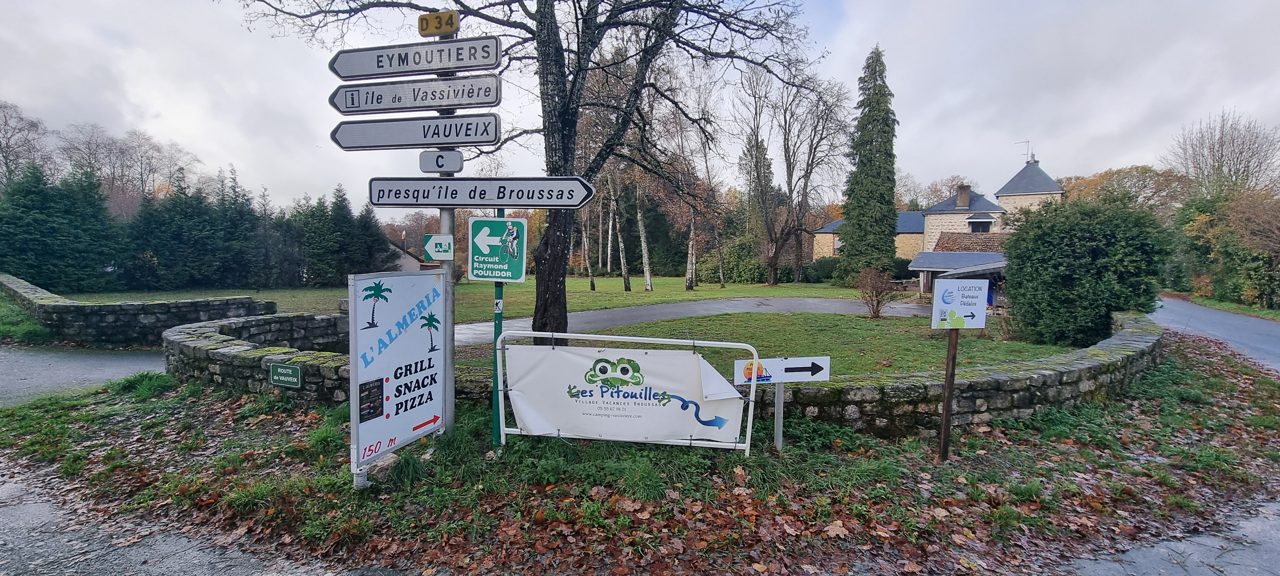 D 34
EYMOUTIERS
i île de Vassivière
VAUVEIX
C
presqu'île de Broussas
Circuit
Raymond
POULIDOR
L'ALMERIA
GRILL
SNACK
PIZZA
150 m
ROUTE
DE VAUVEIX
Les Pitouilles
VILLAGE VACANCES BROUSSAS
LOCATION
Bateaux
Pédalos